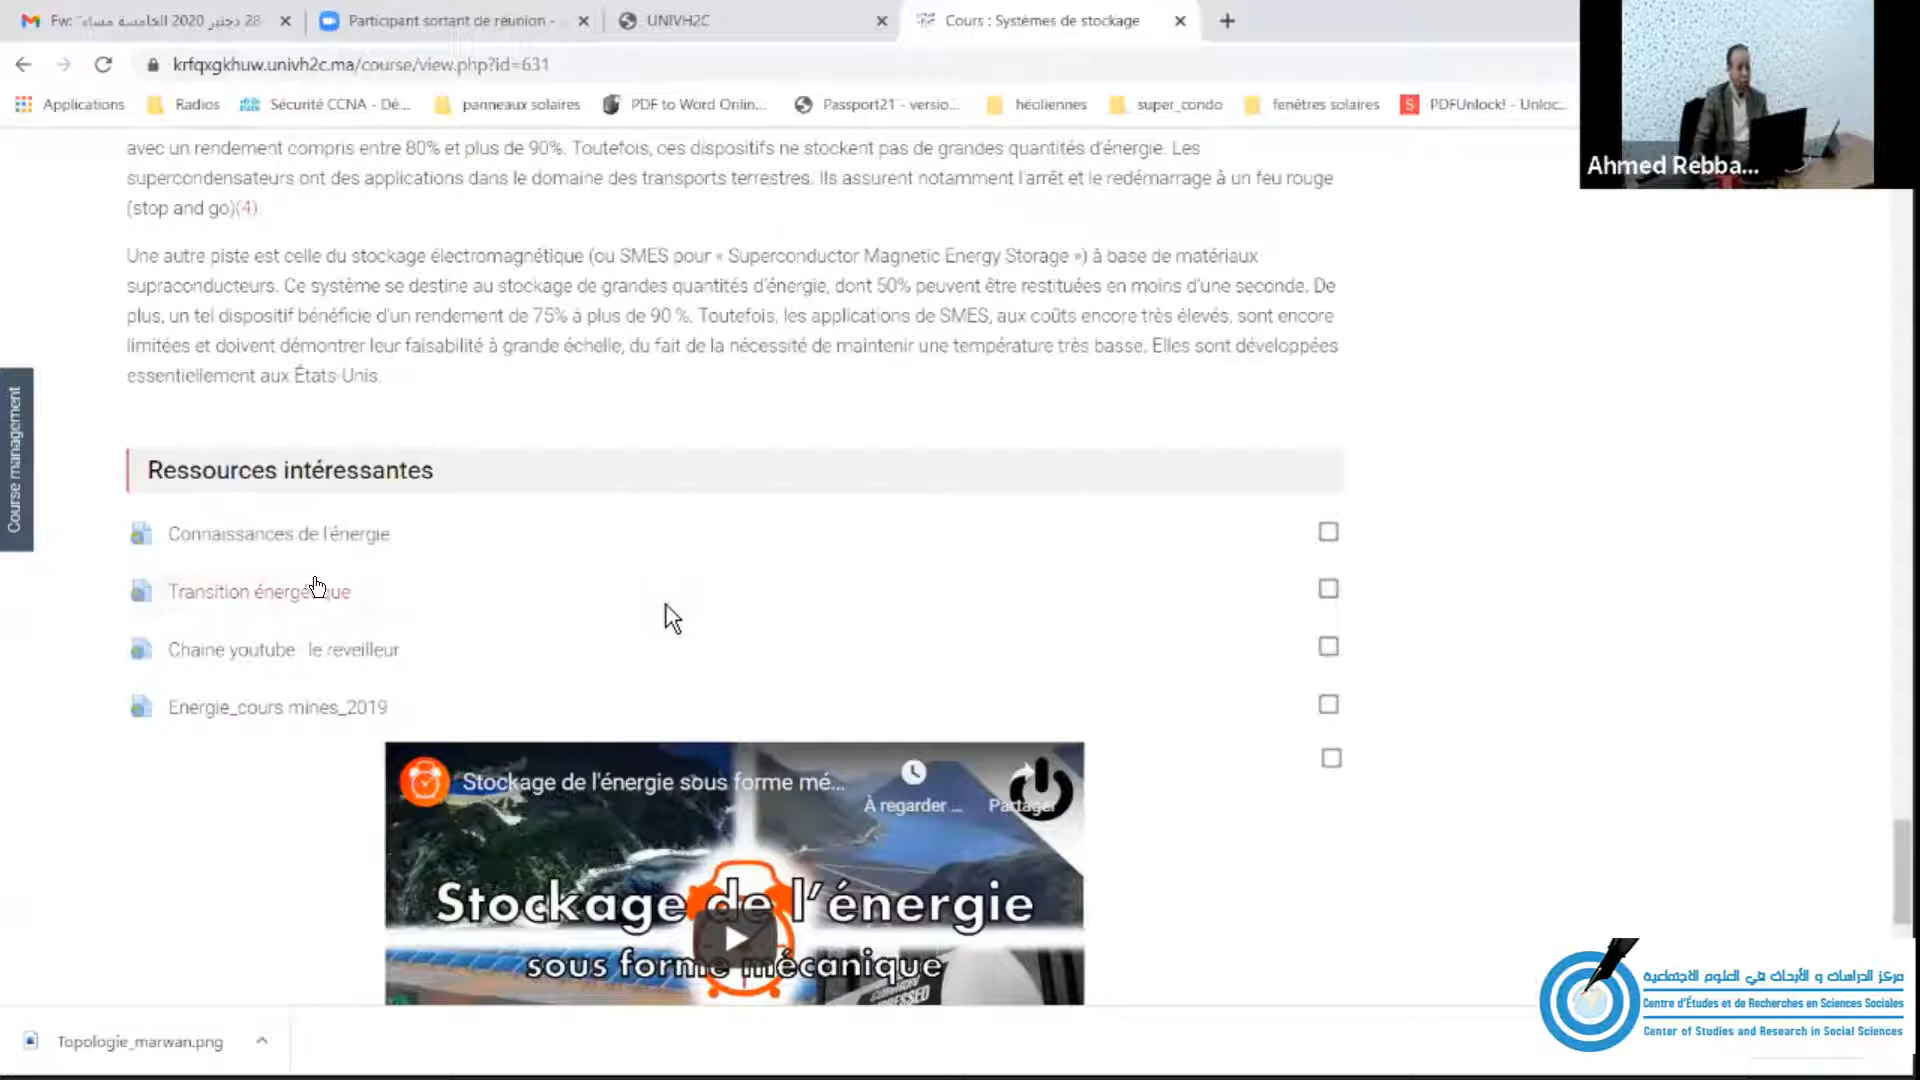 Fw: 28 دجنبر 2020 الخامسة مساء
Participant sortant de réunion -
UNIVH2C
Cours : Systèmes de stockage
krfqxgkhuw.univh2c.ma/course/view.php?id=631
Applications
Radios
Sécurité CCNA - Dé...
panneaux solaires
PDF to Word Onlin...
Passport21 - versio...
héoliennes
super_condo
fenêtres solaires
PDFUnlock! - Unloc...
Ahmed Rebba...
avec un rendement compris entre 80% et plus de 90%. Toutefois, ces dispositifs ne stockent pas de grandes quantités d'énergie. Les
supercondensateurs ont des applications dans le domaine des transports terrestres. Ils assurent notamment l'arrêt et le redémarrage à un feu rouge
(stop and go)(4).
Une autre piste est celle du stockage électromagnétique (ou SMES pour « Superconductor Magnetic Energy Storage ») à base de matériaux
supraconducteurs. Ce système se destine au stockage de grandes quantités d'énergie, dont 50% peuvent être restituées en moins d'une seconde. De
plus, un tel dispositif bénéficie d'un rendement de 75% à plus de 90 %. Toutefois, les applications de SMES, aux coûts encore très élevés, sont encore
limitées et doivent démontrer leur faisabilité à grande échelle, du fait de la nécessité de maintenir une température très basse. Elles sont développées
essentiellement aux États-Unis.
Course management
Ressources intéressantes
Connaissances de l'énergie
Transition énergétique
Chaine youtube : le reveilleur
Energie_cours mines_2019
Stockage de l'énergie sous forme mé...
À regarder ...
Partager
Stockage de l'énergie
sous forme mécanique
COMPRESSED
مركز الدراسات و الأبحاث في العلوم الاجتماعية
Centre d'Études et de Recherches en Sciences Sociales
Center of Studies and Research in Social Sciences
Topologie_marwan.png